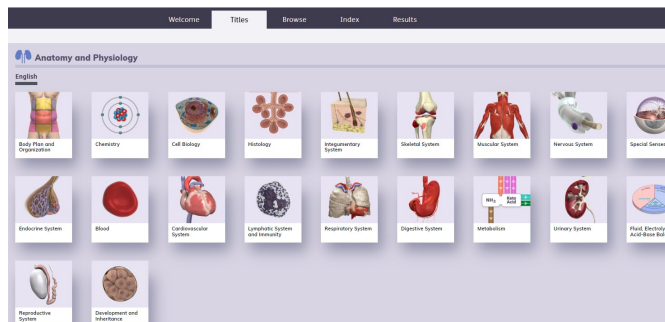 Welcome Titles Browse Index Results
Anatomy and Physiology
English
Body Plan and
Organization
Chemistry
Cell Biology
Histology
Integumentary
System
Skeletal System
Muscular System
Nervous System
Special Senses
Endocrine System
Blood
Cardiovascular
System
Lymphatic System
and Immunity
Respiratory System
Digestive System
NH₂ Keto
Acid
Metabolism
Urinary System
Fluid, Electroly
Acid-Base Bal
Reproductive
System
Development and
Inheritance